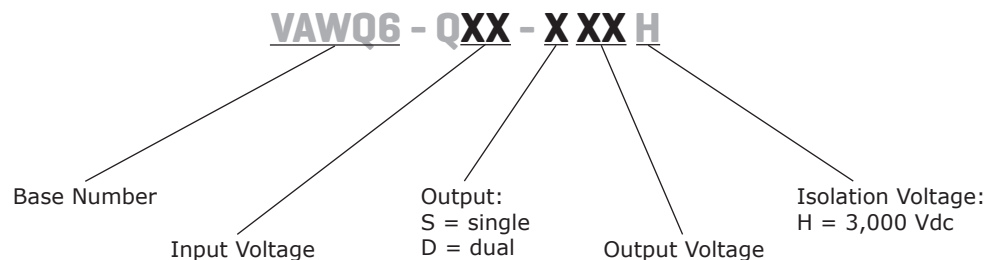 VAWQ6 - QXX - X XX H
Base Number
Input Voltage
Output:
S = single
D = dual
Output Voltage
Isolation Voltage:
H = 3,000 Vdc